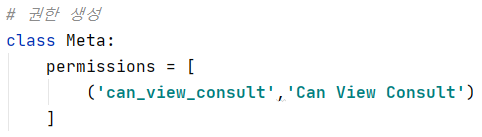 # 권한 생성
class Meta:
    permissions = [
        ('can_view_consult','Can View Consult')
    ]